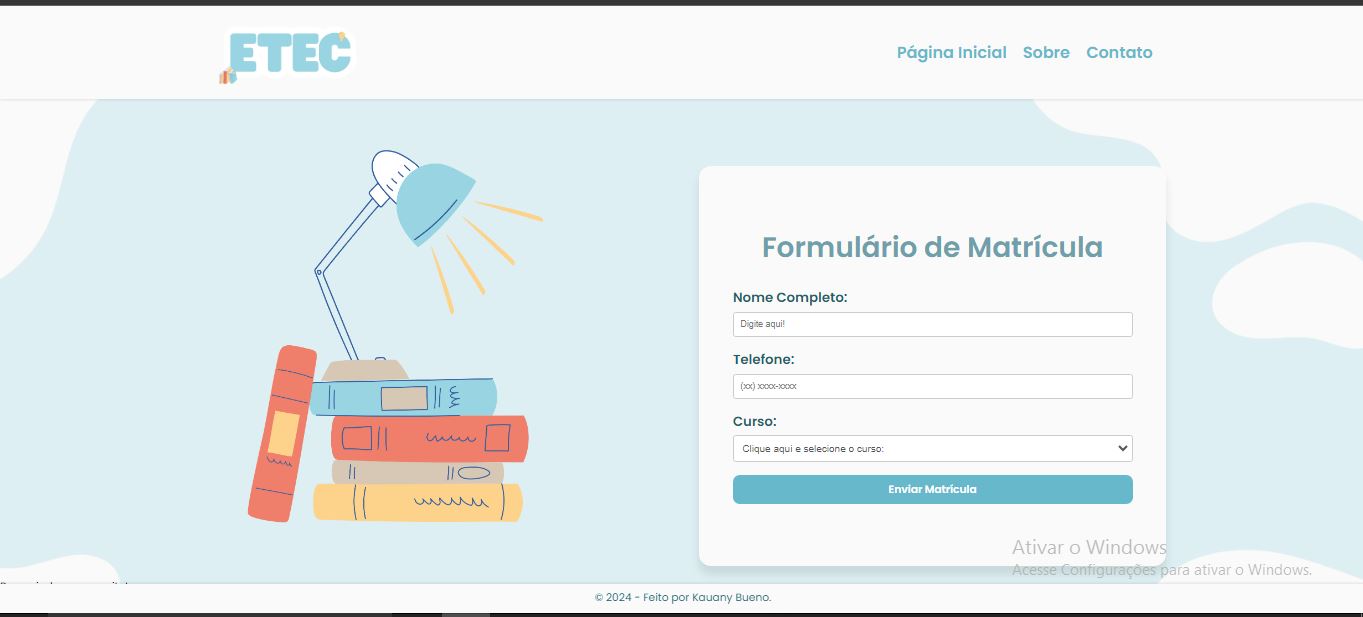 ETEC
Página Inicial Sobre Contato
Formulário de Matrícula
Nome Completo:
Digite aqui!
Telefone:
(xx) xxxx-xxxx
Curso:
Clique aqui e selecione o curso:
Enviar Matrícula
Ativar o Windows
Acesse Configurações para ativar o Windows.
© 2024 - Feito por Kauany Bueno.